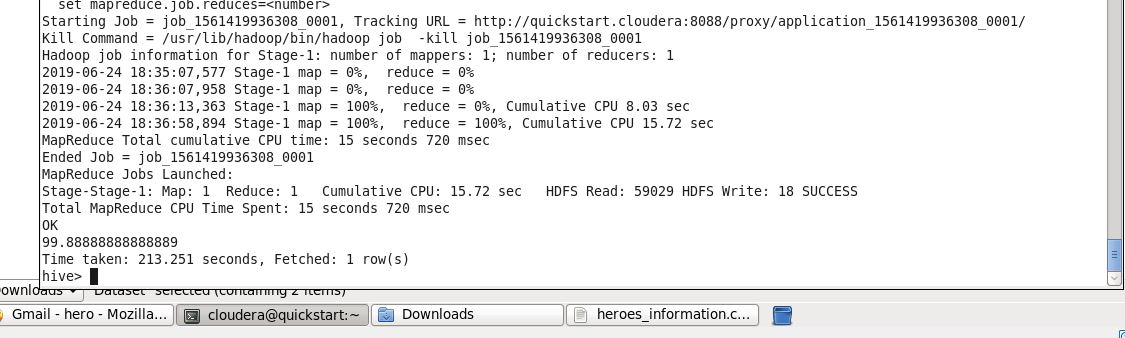 set mapreduce.job.reduces=<number>
Starting Job = job_1561419936308_0001, Tracking URL = http://quickstart.cloudera:8088/proxy/application_1561419936308_0001/
Kill Command = /usr/lib/hadoop/bin/hadoop job  -kill job_1561419936308_0001
Hadoop job information for Stage-1: number of mappers: 1; number of reducers: 1
2019-06-24 18:35:07,577 Stage-1 map = 0%,  reduce = 0%
2019-06-24 18:36:07,958 Stage-1 map = 0%,  reduce = 0%
2019-06-24 18:36:13,363 Stage-1 map = 100%,  reduce = 0%, Cumulative CPU 8.03 sec
2019-06-24 18:36:58,894 Stage-1 map = 100%,  reduce = 100%, Cumulative CPU 15.72 sec
MapReduce Total cumulative CPU time: 15 seconds 720 msec
Ended Job = job_1561419936308_0001
MapReduce Jobs Launched:
Stage-Stage-1: Map: 1  Reduce: 1   Cumulative CPU: 15.72 sec   HDFS Read: 59029 HDFS Write: 18 SUCCESS
Total MapReduce CPU Time Spent: 15 seconds 720 msec
OK
99.88888888888889
Time taken: 213.251 seconds, Fetched: 1 row(s)
hive>
ownloads "Dataset" selected (containing 2 items)
Gmail - hero - Mozilla... cloudera@quickstart:~ Downloads heroes_information.c...